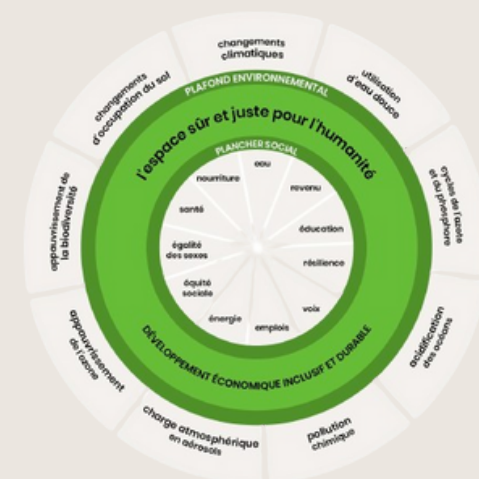 changements
climatiques
utilisation
d'eau douce
cycles de l'azote
et du phosphore
acidification
des océans
pollution
chimique
charge atmosphérique
en aérosols
appauvrissement
de l'ozone
appauvrissement de
la biodiversité
changements
d'occupation du sol
PLAFOND ENVIRONNEMENTAL
l'espace sûr et juste pour l'humanité
PLANCHER SOCIAL
eau
revenu
éducation
résilience
voix
emplois
énergie
équité
sociale
égalité
des sexes
santé
nourriture
DÉVELOPPEMENT ÉCONOMIQUE INCLUSIF ET DURABLE